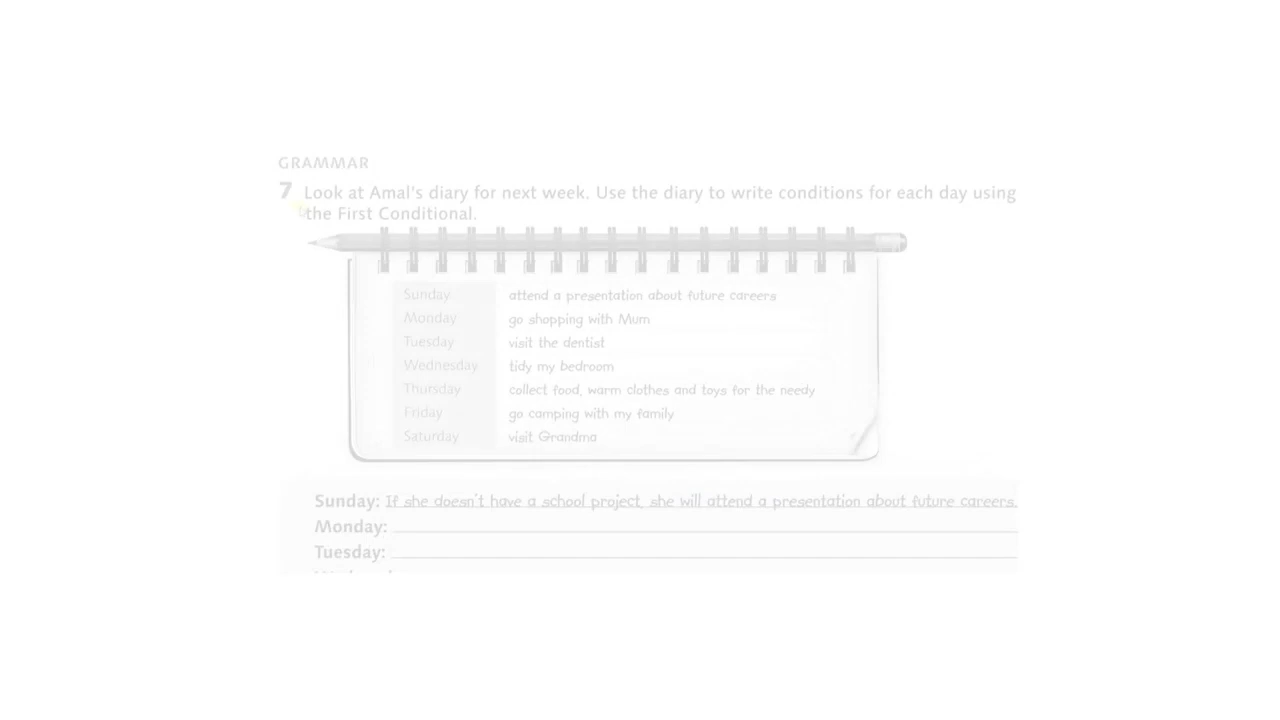 GRAMMAR
7 Look at Amal's diary for next week. Use the diary to write conditions for each day using
the First Conditional.
Sunday attend a presentation about future careers
Monday go shopping with Mum
Tuesday visit the dentist
Wednesday tidy my bedroom
Thursday collect food, warm clothes and toys for the needy
Friday go camping with my family
Saturday visit Grandma
Sunday: If she doesn't have a school project, she will attend a presentation about future careers.
Monday:
Tuesday: